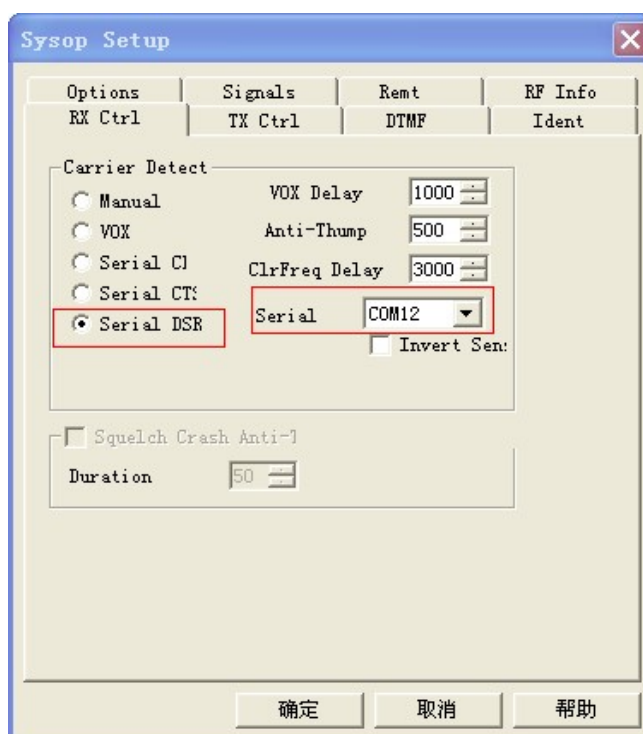 Sysop Setup
Options Signals Remt RF Info
RX Ctrl TX Ctrl DTMF Ident
Carrier Detect
Manual VOX Delay 1000
VOX Anti-Thump 500
Serial CI ClrFreq Delay 3000
Serial CTS
Serial DSR Serial COM12
Invert Sen:
Squelch Crash Anti-T
Duration 50
确定 取消 帮助